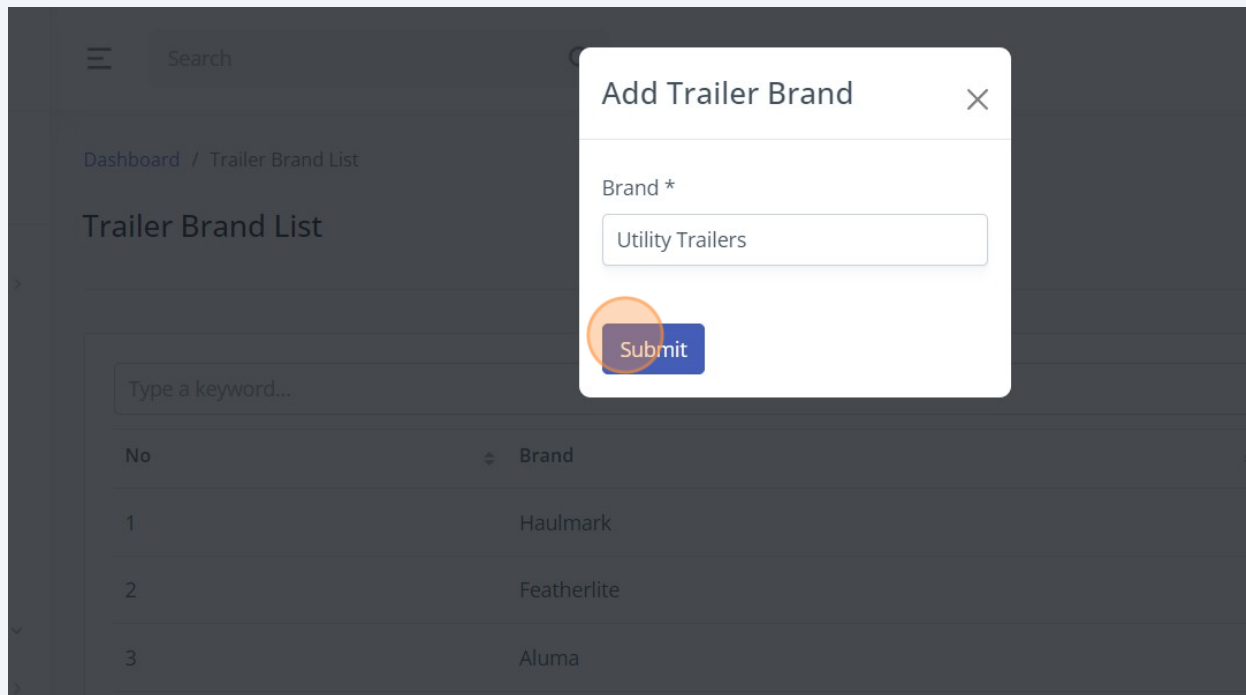 Search
Add Trailer Brand
Dashboard / Trailer Brand List
Trailer Brand List
Brand *
Utility Trailers
Submit
Type a keyword...
No Brand
1 Haulmark
2 Featherlite
3 Aluma